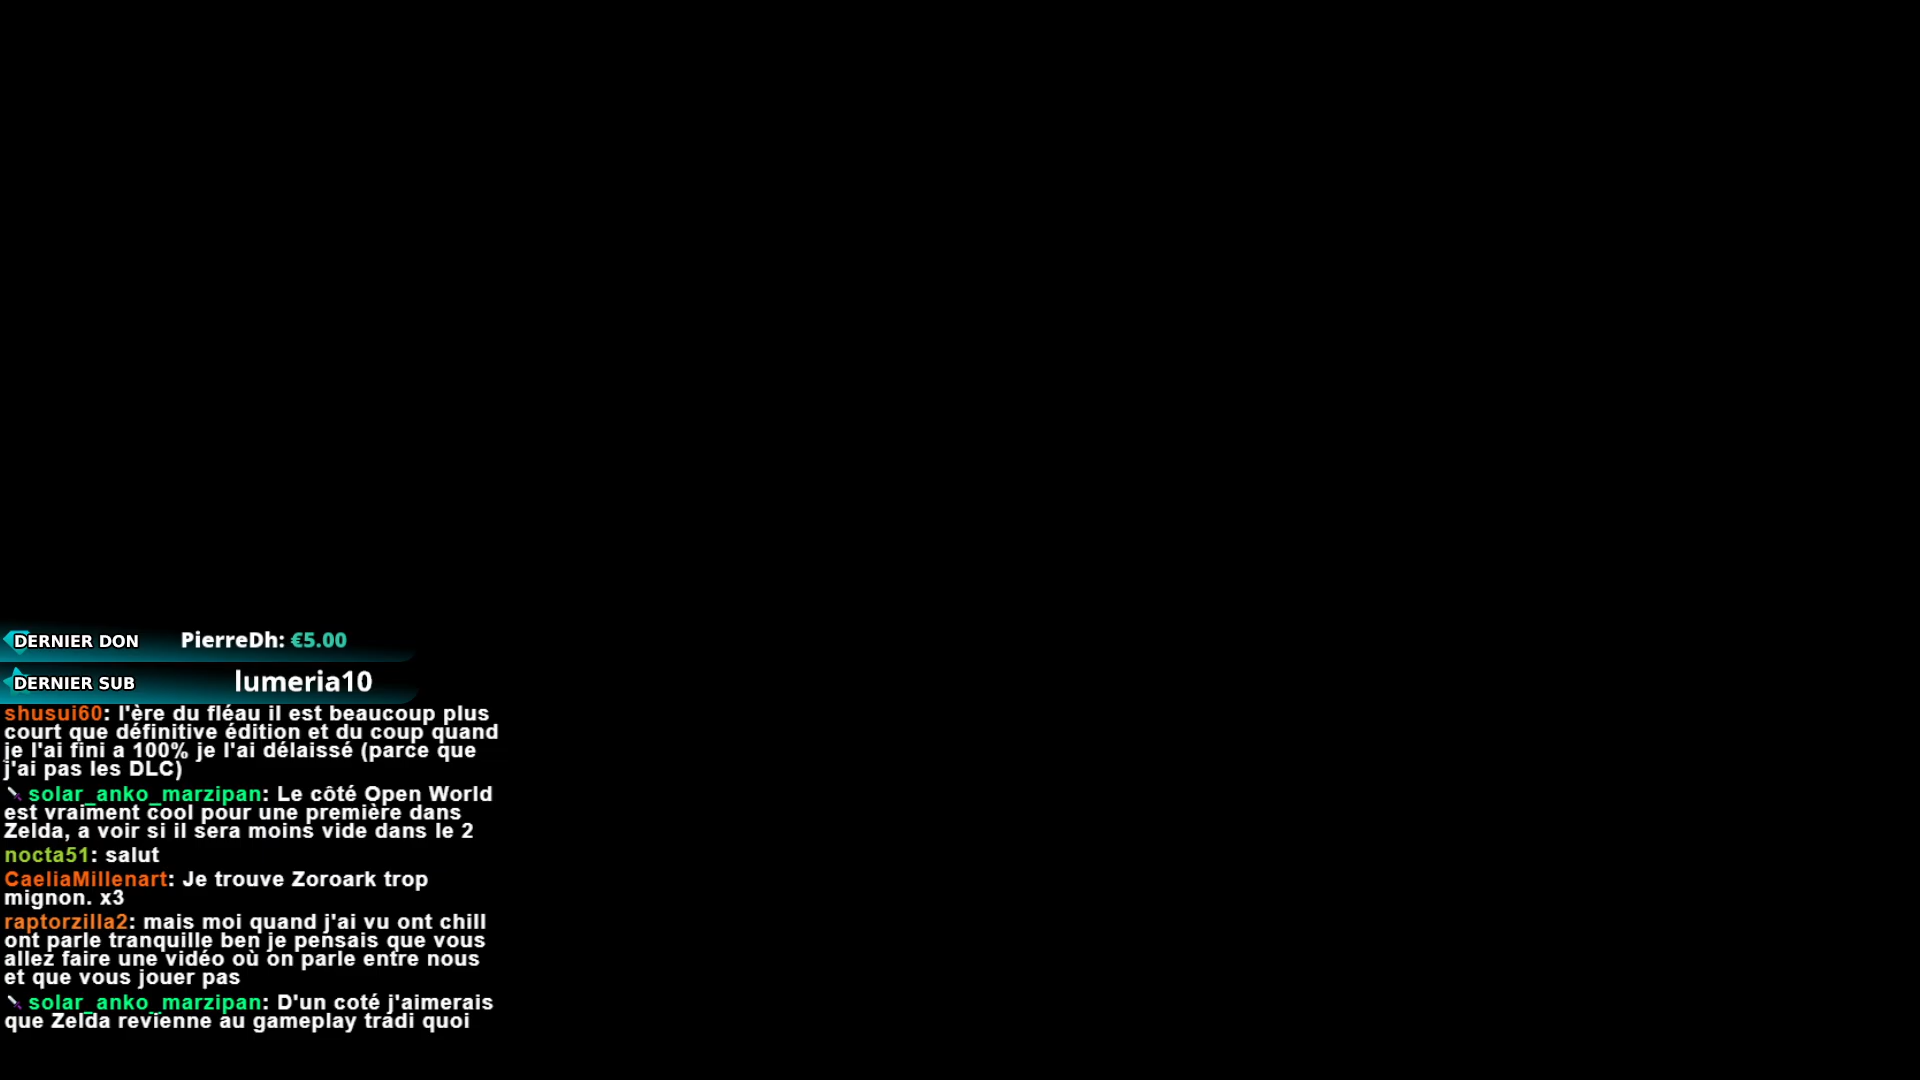 DERNIER DON PierreDh: €5.00
DERNIER SUB lumeria10
shusui60: l'ère du fléau il est beaucoup plus
court que définitive édition et du coup quand
je l'ai fini a 100% je l'ai délaissé (parce que
j'ai pas les DLC)
solar_anko_marzipan: Le côté Open World
est vraiment cool pour une première dans
Zelda, a voir si il sera moins vide dans le 2
nocta51: salut
CaeliaMillenart: Je trouve Zoroark trop
mignon. x3
raptorzilla2: mais moi quand j'ai vu ont chill
ont parle tranquille ben je pensais que vous
allez faire une vidéo où on parle entre nous
et que vous jouer pas
solar_anko_marzipan: D'un coté j'aimerais
que Zelda revienne au gameplay tradi quoi